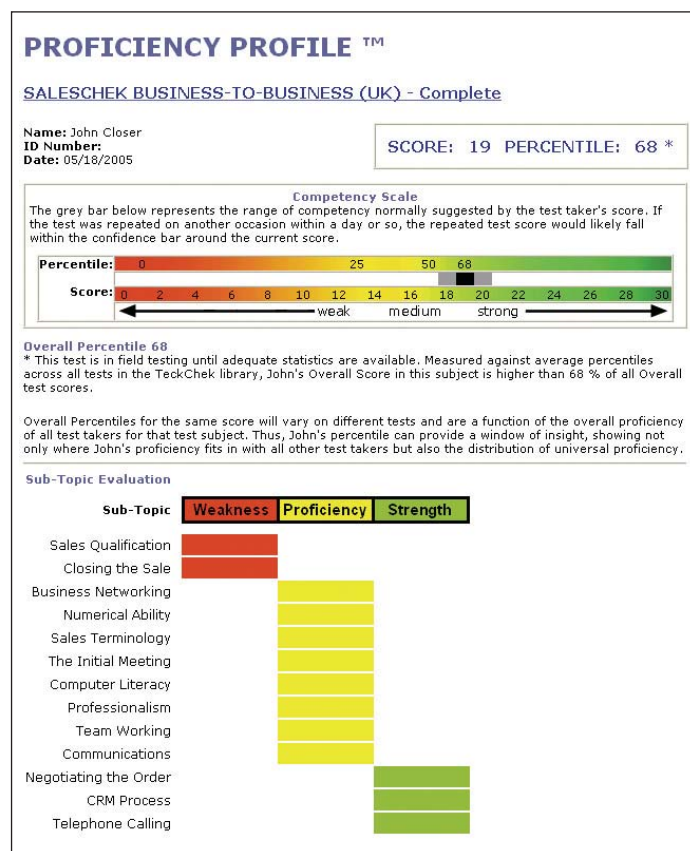 PROFICIENCY PROFILE ™
SALESCHEK BUSINESS-TO-BUSINESS (UK) - Complete
Name: John Closer
ID Number:
Date: 05/18/2005
SCORE: 19 PERCENTILE: 68 *
Competency Scale
The grey bar below represents the range of competency normally suggested by the test taker's score. If
the test was repeated on another occasion within a day or so, the repeated test score would likely fall
within the confidence bar around the current score.
Percentile: 0 25 50 68
Score: 0 2 4 6 8 10 12 14 16 18 20 22 24 26 28 30
weak medium strong
Overall Percentile 68
* This test is in field testing until adequate statistics are available. Measured against average percentiles
across all tests in the TeckChek library, John's Overall Score in this subject is higher than 68 % of all Overall
test scores.
Overall Percentiles for the same score will vary on different tests and are a function of the overall proficiency
of all test takers for that test subject. Thus, John's percentile can provide a window of insight, showing not
only where John's proficiency fits in with all other test takers but also the distribution of universal proficiency.
Sub-Topic Evaluation
Sub-Topic Weakness Proficiency Strength
Sales Qualification
Closing the Sale
Business Networking
Numerical Ability
Sales Terminology
The Initial Meeting
Computer Literacy
Professionalism
Team Working
Communications
Negotiating the Order
CRM Process
Telephone Calling